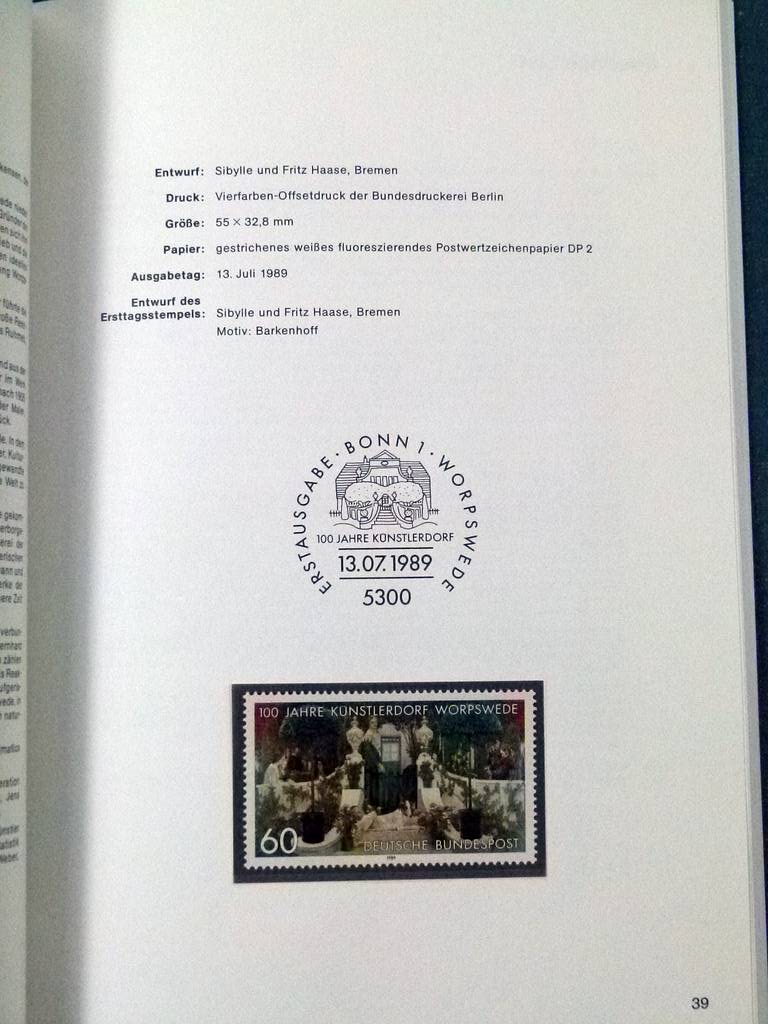 Entwurf: Sibylle und Fritz Haase, Bremen
Druck: Vierfarben-Offsetdruck der Bundesdruckerei Berlin
Größe: 55 × 32,8 mm
Papier: gestrichenes weißes fluoreszierendes Postwertzeichenpapier DP 2
Ausgabetag: 13. Juli 1989
Entwurf des
Ersttagsstempels: Sibylle und Fritz Haase, Bremen
Motiv: Barkenhoff
ERSTAUSGABE · BONN 1 · WORPSWEDE
100 JAHRE KÜNSTLERDORF
13.07.1989
5300
100 JAHRE KÜNSTLERDORF WORPSWEDE
60 DEUTSCHE BUNDESPOST
1989
39